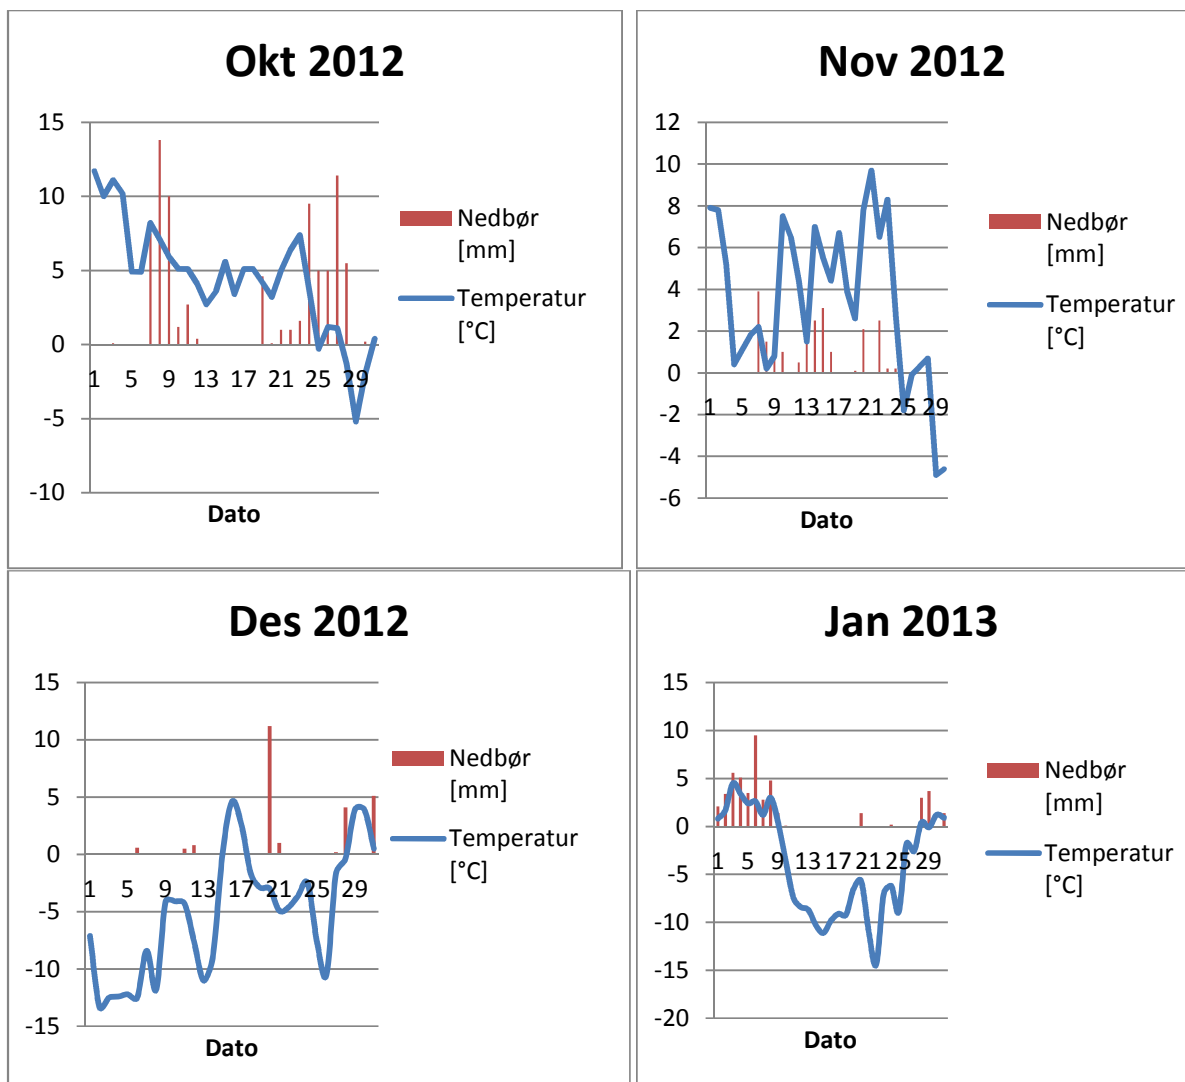 Okt 2012
15
10
5
0
-5
-10
1 5 9 13 17 21 25 29
Dato
Nedbør
[mm]
Temperatur
[°C]
Nov 2012
12
10
8
6
4
2
0
-2
-4
-6
1 5 9 13 17 21 25 29
Dato
Nedbør
[mm]
Temperatur
[°C]
Des 2012
15
10
5
0
-5
-10
-15
1 5 9 13 17 21 25 29
Dato
Nedbør
[mm]
Temperatur
[°C]
Jan 2013
15
10
5
0
-5
-10
-15
-20
1 5 9 13 17 21 25 29
Dato
Nedbør
[mm]
Temperatur
[°C]